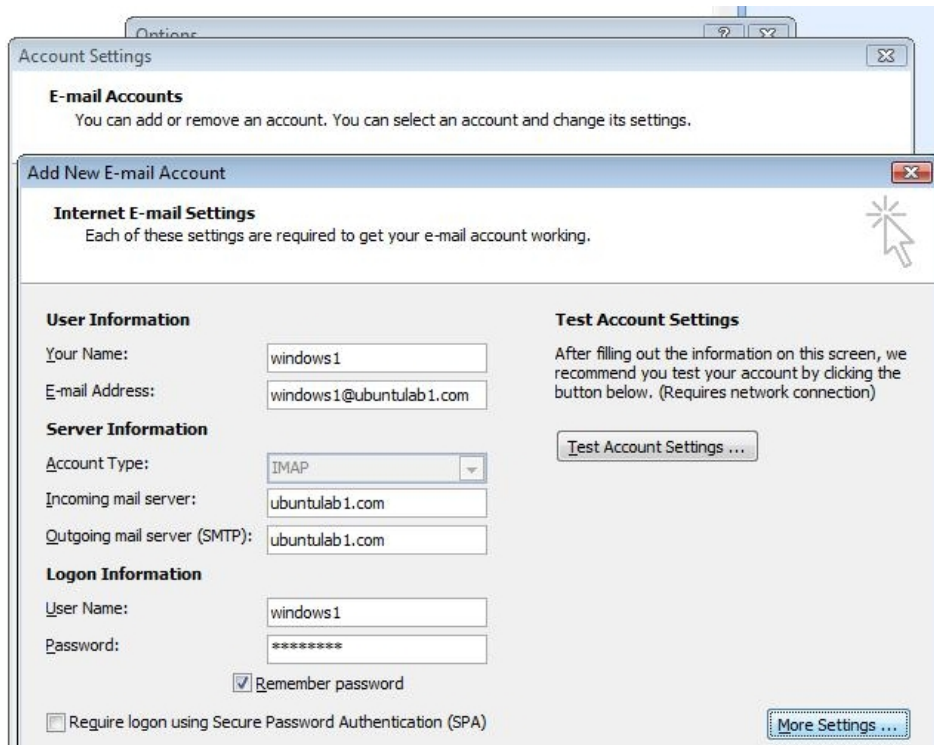 Options
Account Settings
E-mail Accounts
You can add or remove an account. You can select an account and change its settings.
Add New E-mail Account
Internet E-mail Settings
Each of these settings are required to get your e-mail account working.
User Information
Your Name: windows1
E-mail Address: windows1@ubuntulab1.com
Server Information
Account Type: IMAP
Incoming mail server: ubuntulab1.com
Outgoing mail server (SMTP): ubuntulab1.com
Logon Information
User Name: windows1
Password: ********
Remember password
Require logon using Secure Password Authentication (SPA)
Test Account Settings
After filling out the information on this screen, we
recommend you test your account by clicking the
button below. (Requires network connection)
Test Account Settings ...
More Settings ...